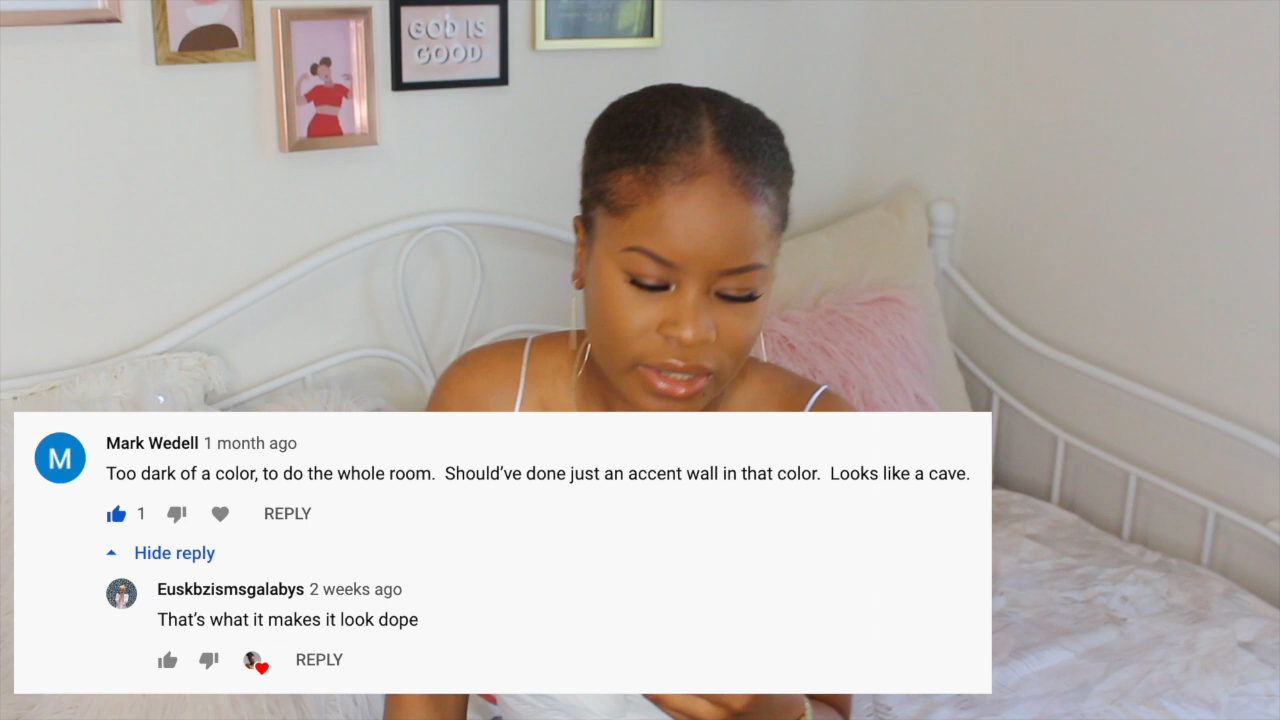 GOD IS
GOOD
M
Mark Wedell 1 month ago
Too dark of a color, to do the whole room.  Should've done just an accent wall in that color.  Looks like a cave.
1 REPLY
Hide reply
Euskbzismsgalabys 2 weeks ago
That's what it makes it look dope
REPLY